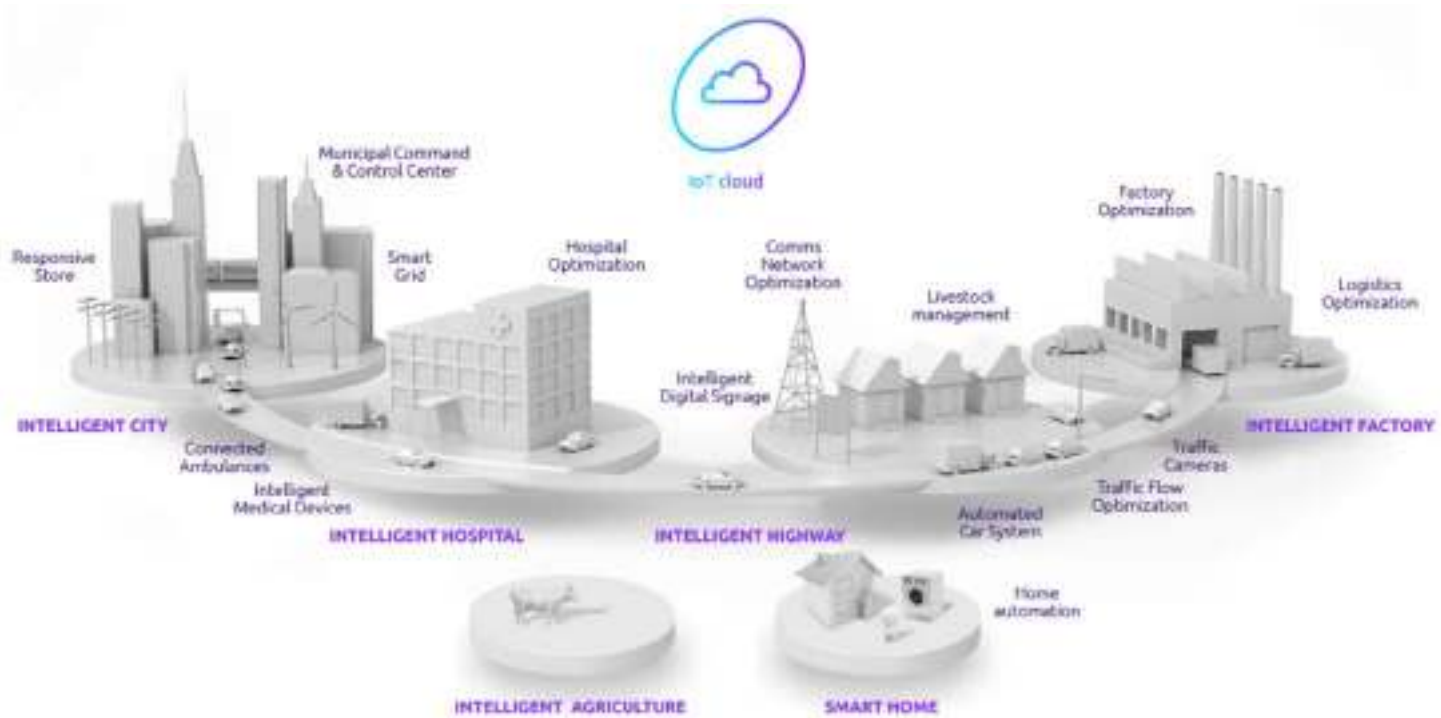 IoT cloud
Municipal Command
& Control Center
Responsive
Store
Smart
Grid
Hospital
Optimization
Comms
Network
Optimization
Livestock
management
Factory
Optimization
Logistics
Optimization
Intelligent
Digital Signage
INTELLIGENT CITY
INTELLIGENT FACTORY
Connected
Ambulances
Intelligent
Medical Devices
Traffic
Cameras
Traffic Flow
Optimization
Automated
Car System
INTELLIGENT HOSPITAL
INTELLIGENT HIGHWAY
Home
automation
INTELLIGENT AGRICULTURE
SMART HOME